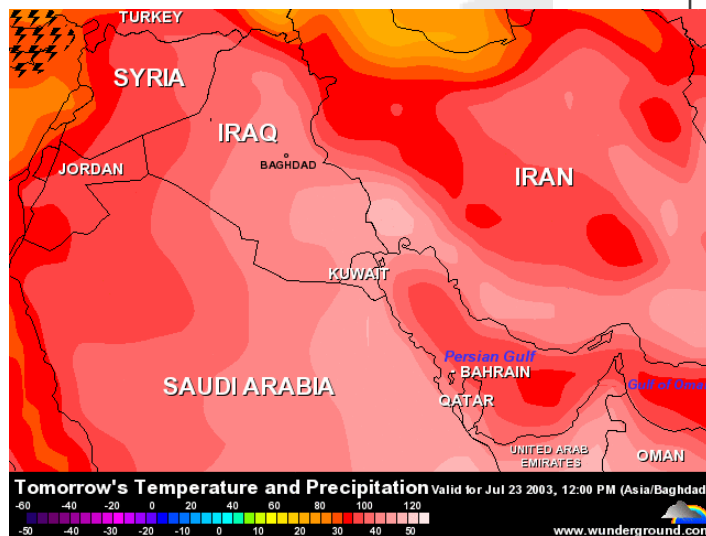 TURKEY
SYRIA
IRAQ
BAGHDAD
JORDAN
IRAN
KUWAIT
Persian Gulf
BAHRAIN
SAUDI ARABIA
QATAR
Gulf of Oma
UNITED ARAB
EMIRATES
OMAN
Tomorrow's Temperature and Precipitation Valid for Jul 23 2003, 12:00 PM (Asia/Baghdad
-60 -40 -20 0 20 40 60 80 100 120
-50 -40 -30 -20 -10 0 10 20 30 40 50
www.wunderground.com